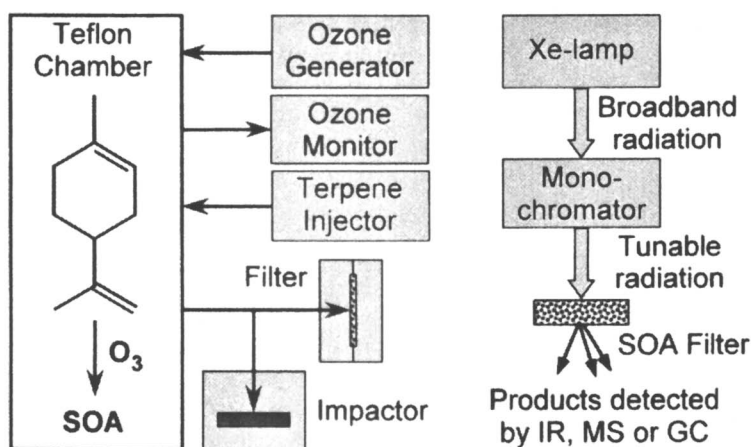 Teflon
Chamber
O3
SOA
Ozone
Generator
Ozone
Monitor
Terpene
Injector
Filter
Impactor
Xe-lamp
Broadband
radiation
Mono-
chromator
Tunable
radiation
SOA Filter
Products detected
by IR, MS or GC